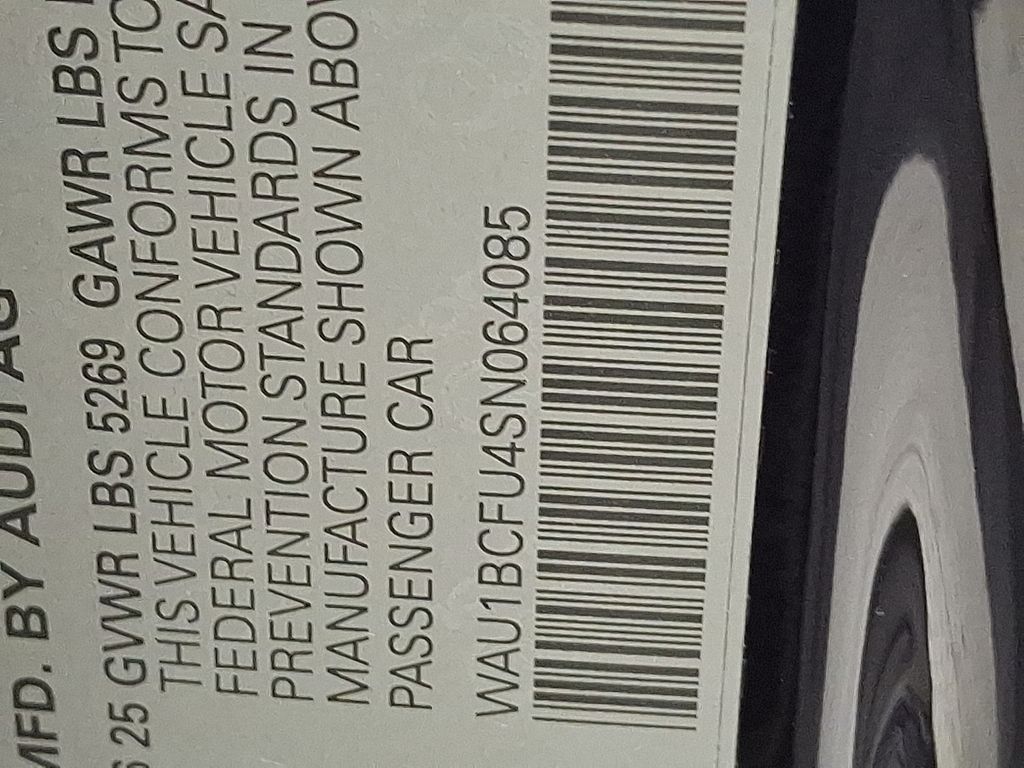 MFD. BY AUDI AG
25 GVWR LBS 5269 GAWR LBS
THIS VEHICLE CONFORMS TO
FEDERAL MOTOR VEHICLE SA
PREVENTION STANDARDS IN
MANUFACTURE SHOWN ABOV
PASSENGER CAR
WAU1BCFU4SN064085